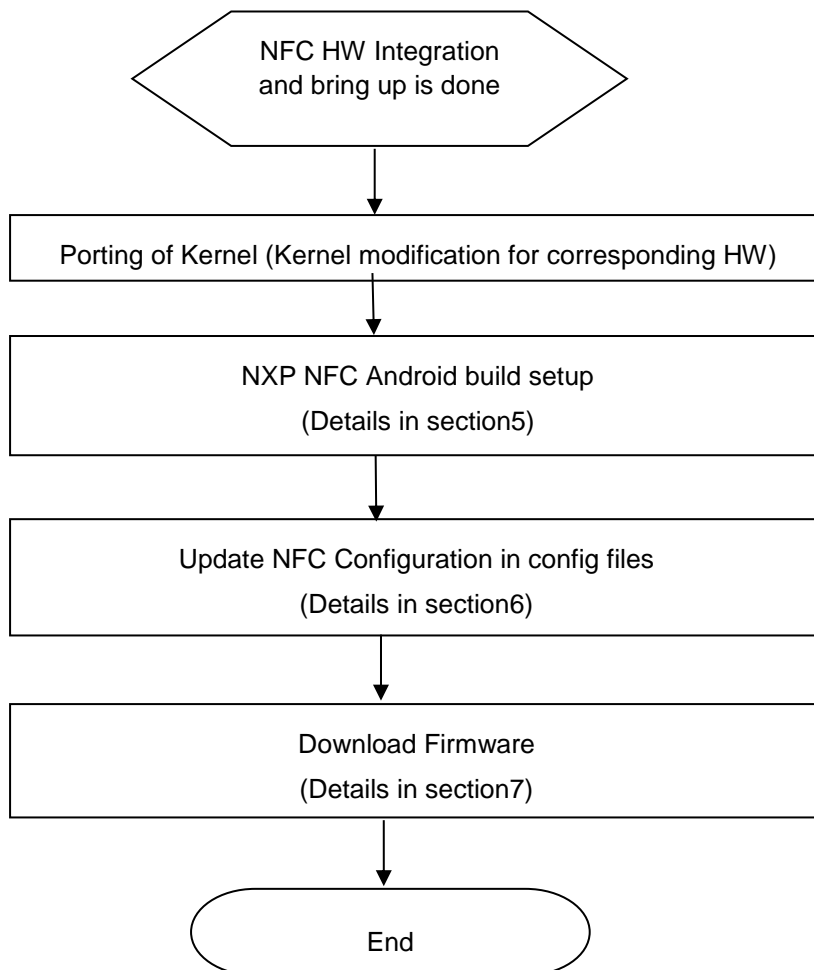 NFC HW Integration
and bring up is done
Porting of Kernel (Kernel modification for corresponding HW)
NXP NFC Android build setup
(Details in section5)
Update NFC Configuration in config files
(Details in section6)
Download Firmware
(Details in section7)
End